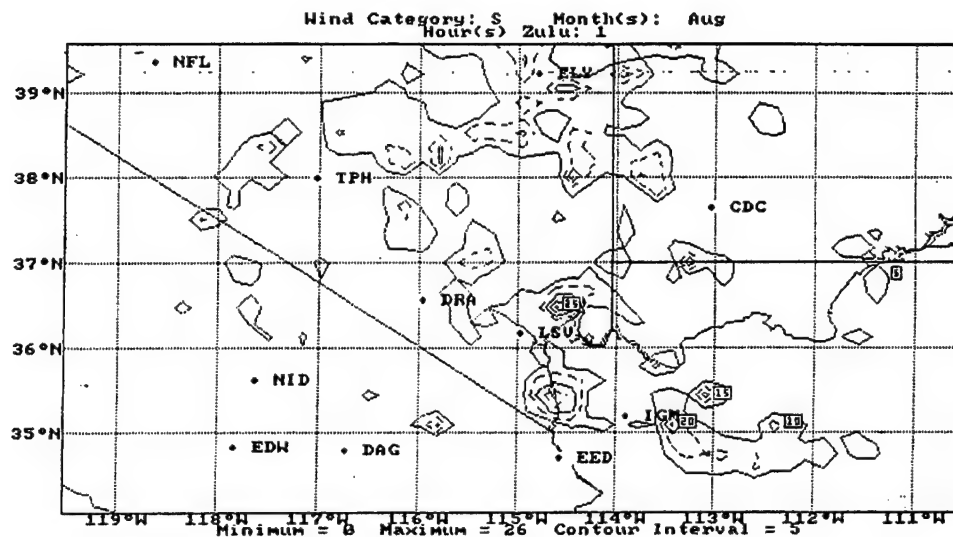 Wind Category: S Month(s): Aug
Hour(s) Zulu: 1
NFL ELY
39°N
38°N TPH
CDC
37°N
5
DRA 25
LSV
36°N
NID 15
IGM 20 10
35°N
EDW DAG EED
119°W 118°W 117°W 116°W 115°W 114°W 113°W 112°W 111°W
Minimum = 0 Maximum = 26 Contour Interval = 5